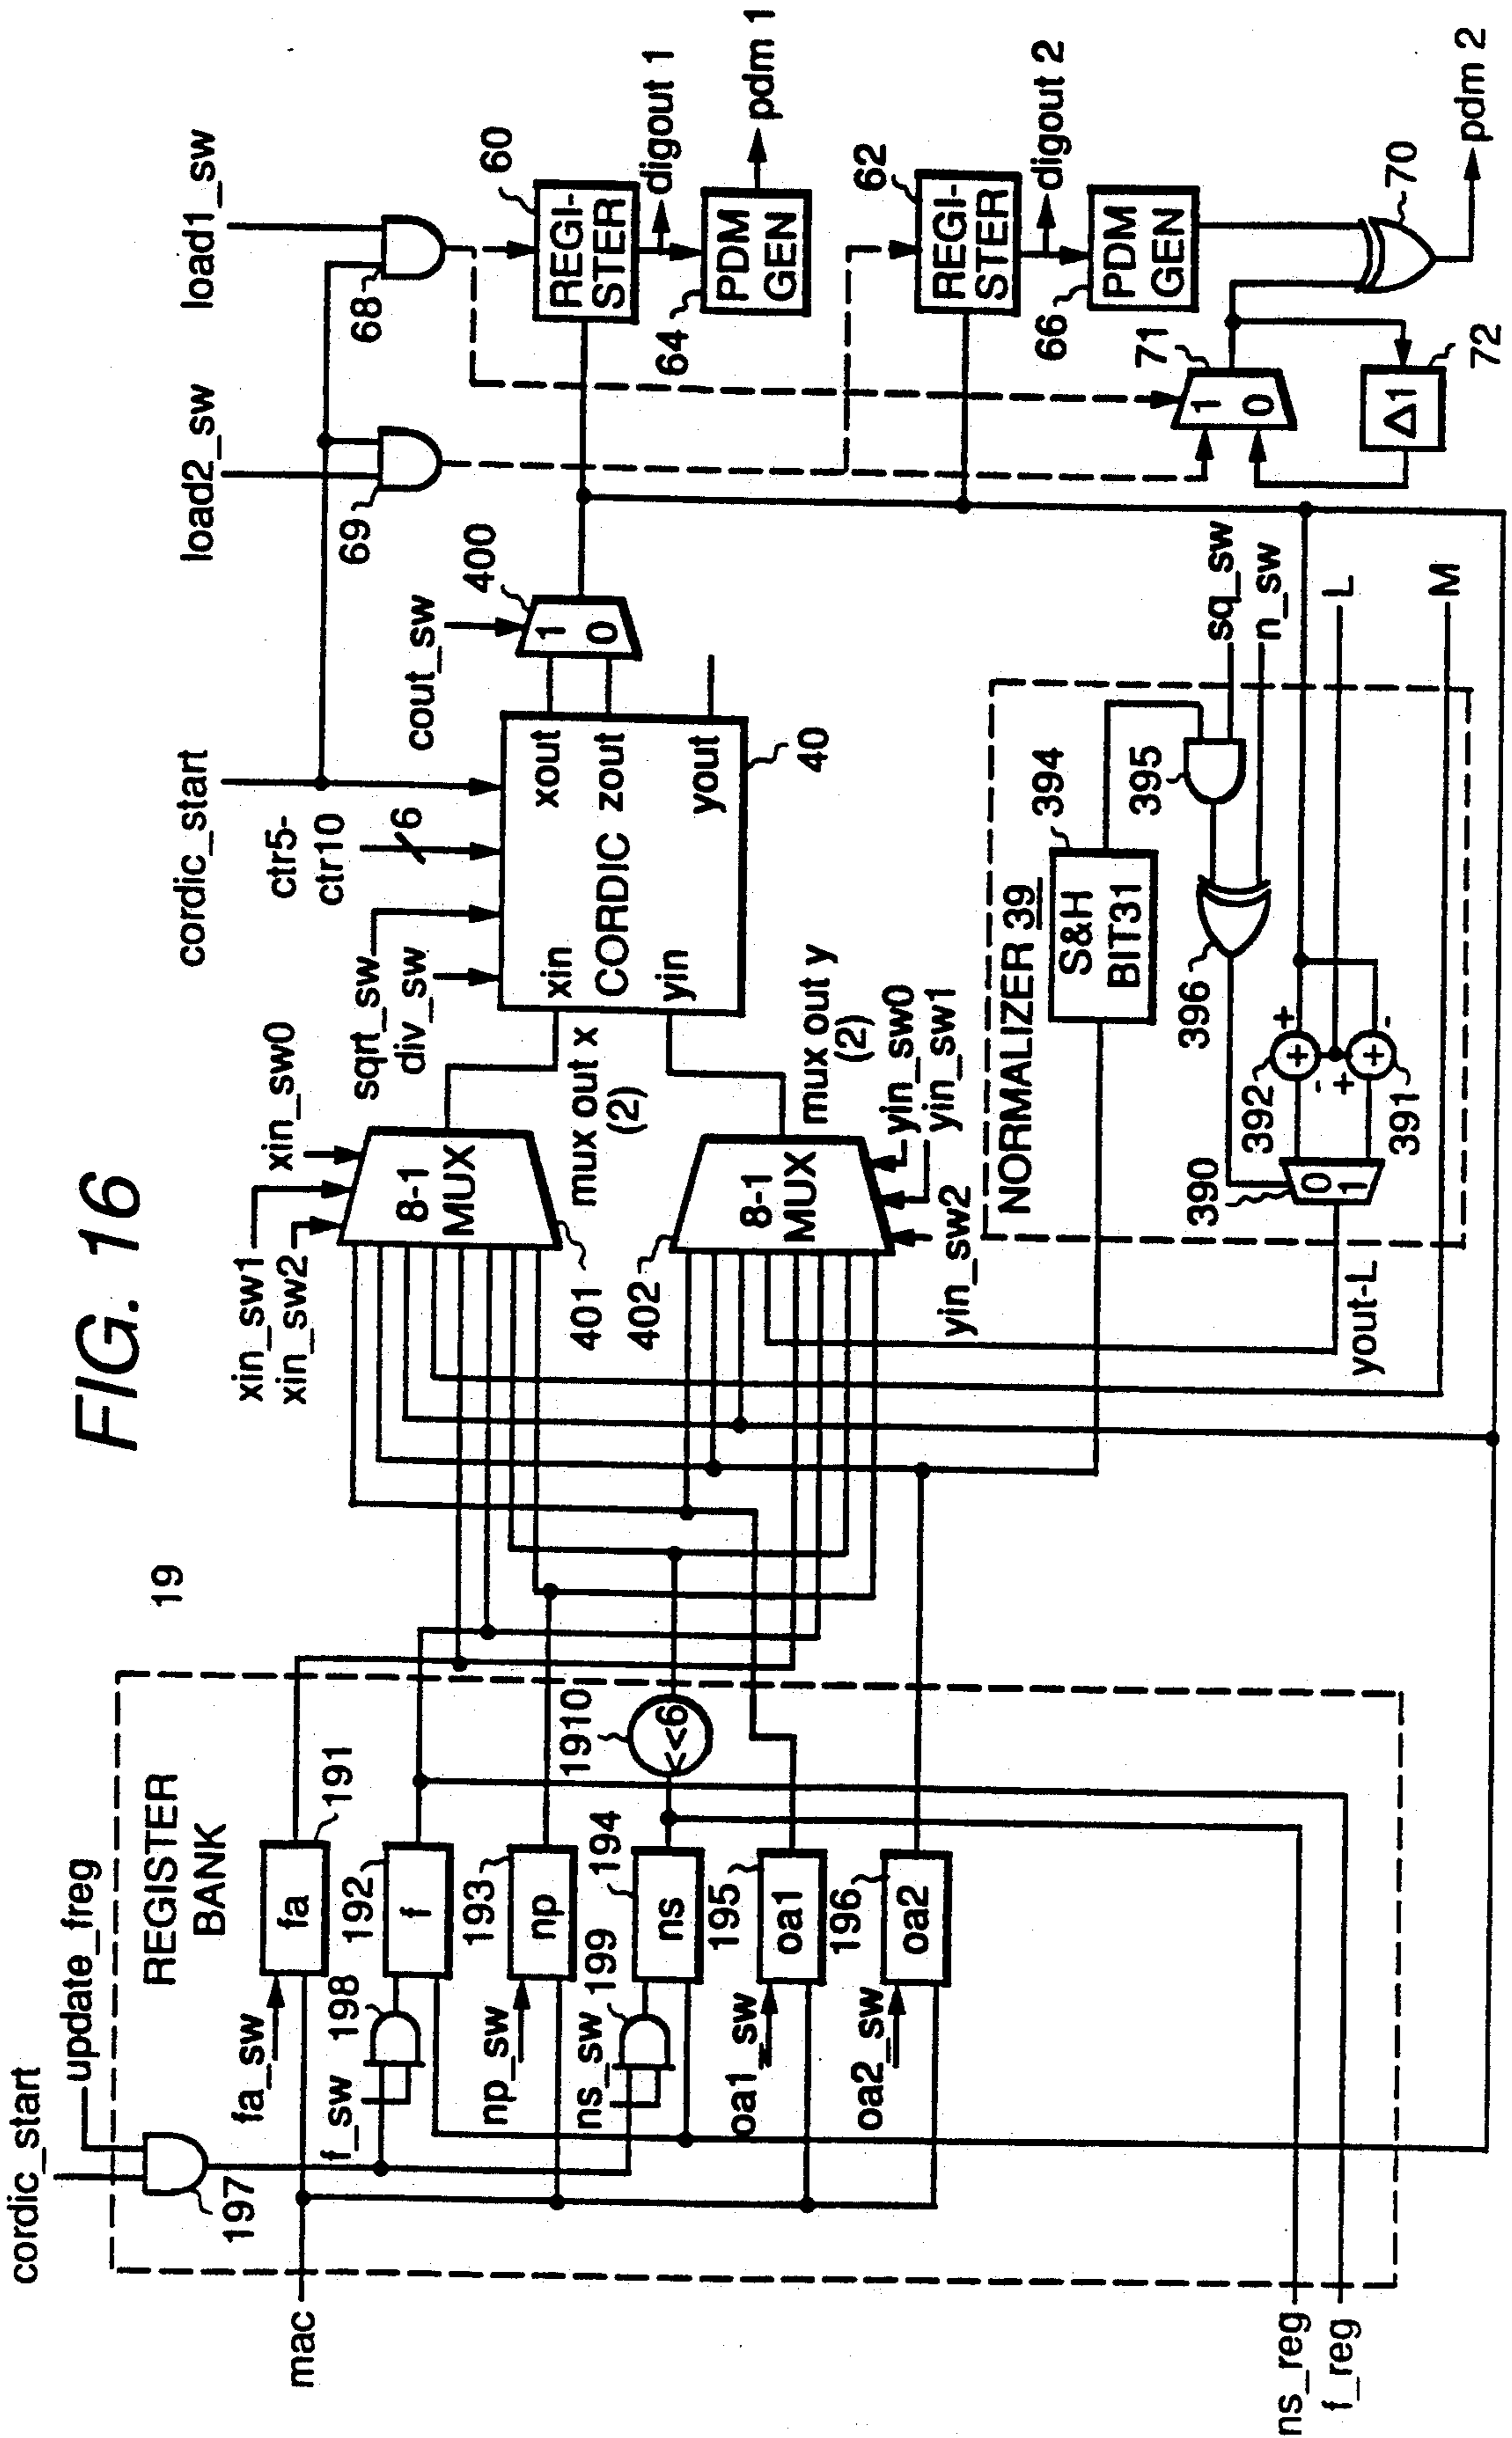 FIG. 16
19
cordic_start
update_freg
REGISTER
BANK
197
mac
fa_sw
fa
191
f_sw
198
f
192
np_sw
np
193
ns_sw
199
ns
194
1910
<<6
oa1_sw
oa1
195
oa2_sw
oa2
196
ns_reg
f_reg
xin_sw1
xin_sw2
xin_sw0
8-1
MUX
401
mux out x
(2)
402
8-1
MUX
mux out y
(2)
yin_sw0
yin_sw1
yin_sw2
cordic_start
ctr5-
ctr10
6
sqrt_sw
div_sw
xin
xout
CORDIC
zout
yin
yout
40
cout_sw
400
1
0
load2_sw
69
load1_sw
68
60
REGI-
STER
digout 1
64
PDM
GEN
pdm 1
62
REGI-
STER
digout 2
66
PDM
GEN
70
pdm 2
71
1
0
Δ1
72
NORMALIZER 39
S&H
BIT31
394
395
sq_sw
n_sw
396
L
M
390
0
1
392
+
+
-
-
+
+
391
yout-L